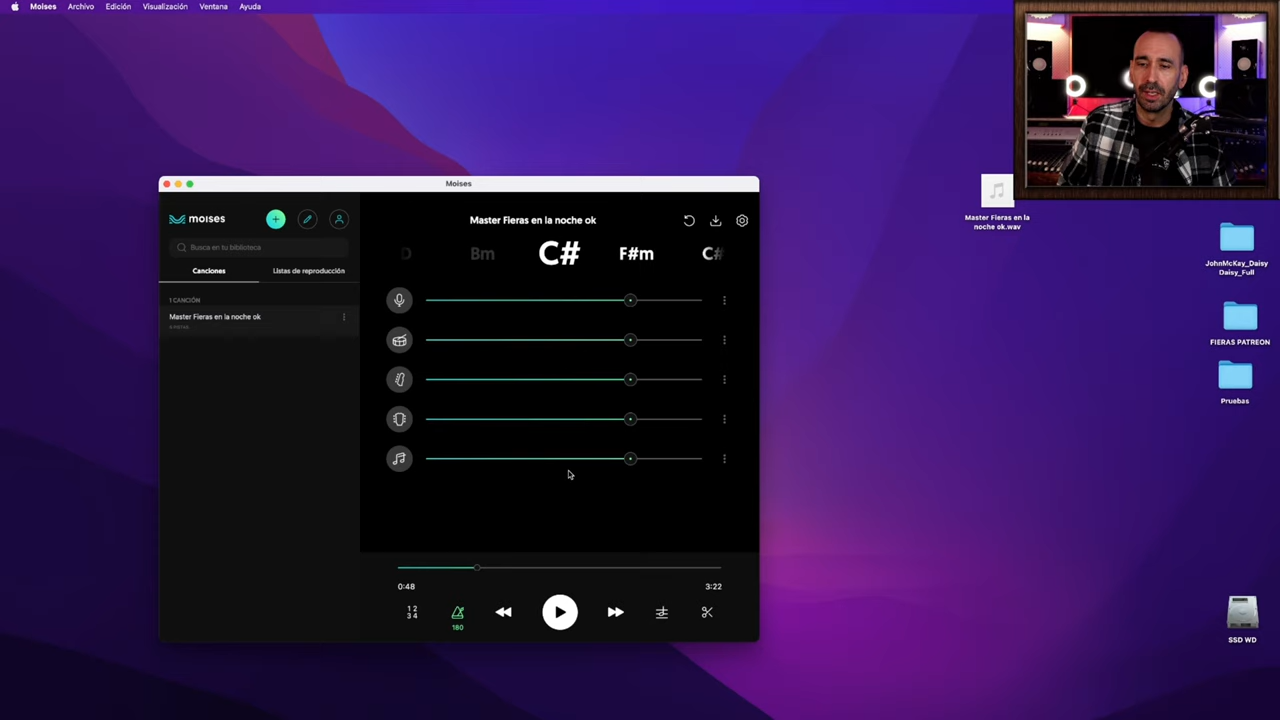 Moises Archivo Edición Visualización Ventana Ayuda
Moises
moises
Master Fieras en la noche ok
Busca en tu biblioteca
D Bm C# F#m C#
Canciones Listas de reproducción
1 CANCIÓN
Master Fieras en la noche ok
0:48 3:22
1 2
3 4
180
Master Fieras en la
noche ok.wav
JohnMcKay_Daisy
Daisy_Full
FIERAS PATREON
Pruebas
SSD WD